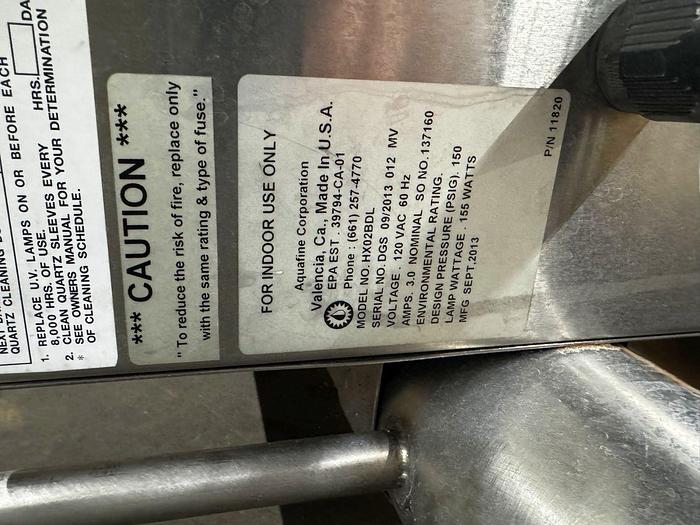 QUARTZ CLEANING
HRS.
DA
1. REPLACE U.V. LAMPS ON OR BEFORE EACH
8,000 HRS. OF USE.
2. CLEAN QUARTZ SLEEVES EVERY
* SEE OWNERS MANUAL FOR YOUR DETERMINATION
OF CLEANING SCHEDULE.
*** CAUTION ***
" To reduce the risk of fire, replace only
with the same rating & type of fuse."
FOR INDOOR USE ONLY
Aquafine Corporation
Valencia, Ca., Made In U.S.A.
EPA EST . 39794-CA-01
Phone : (661) 257-4770
MODEL NO. HX02BDL
SERIAL NO. DGS 09/2013 012 MV
VOLTAGE . 120 VAC 60 Hz
AMPS. 3.0 NOMINAL SO NO.137160
ENVIRONMENTAL RATING.
DESIGN PRESSURE (PSIG). 150
LAMP WATTAGE . 155 WATTS
MFG SEPT,2013
P/N 11820